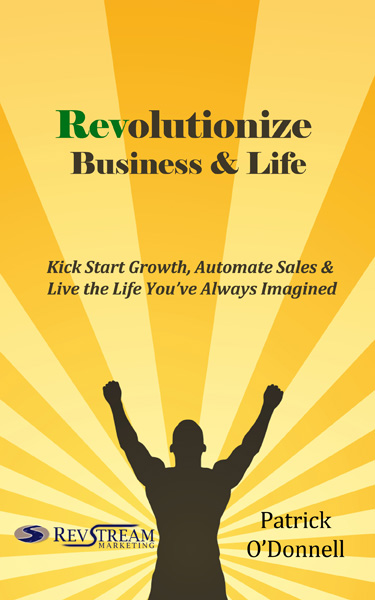 Revolutionize
Business & Life
Kick Start Growth, Automate Sales &
Live the Life You've Always Imagined
REVSTREAM
MARKETING
Patrick
O'Donnell